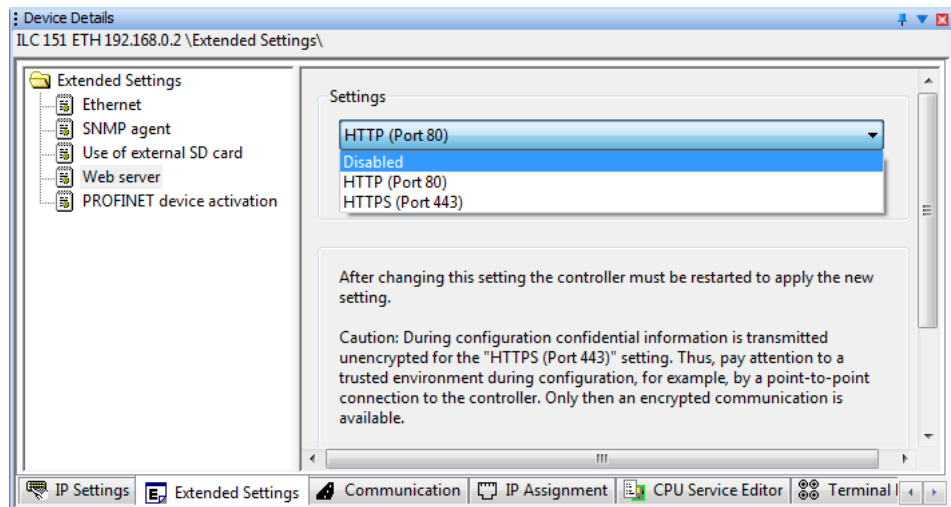 Device Details
ILC 151 ETH 192.168.0.2 \Extended Settings\
Extended Settings
Ethernet
SNMP agent
Use of external SD card
Web server
PROFINET device activation
Settings
HTTP (Port 80)
Disabled
HTTP (Port 80)
HTTPS (Port 443)
After changing this setting the controller must be restarted to apply the new
setting.
Caution: During configuration confidential information is transmitted
unencrypted for the "HTTPS (Port 443)" setting. Thus, pay attention to a
trusted environment during configuration, for example, by a point-to-point
connection to the controller. Only then an encrypted communication is
available.
IP Settings Extended Settings Communication IP Assignment CPU Service Editor Terminal